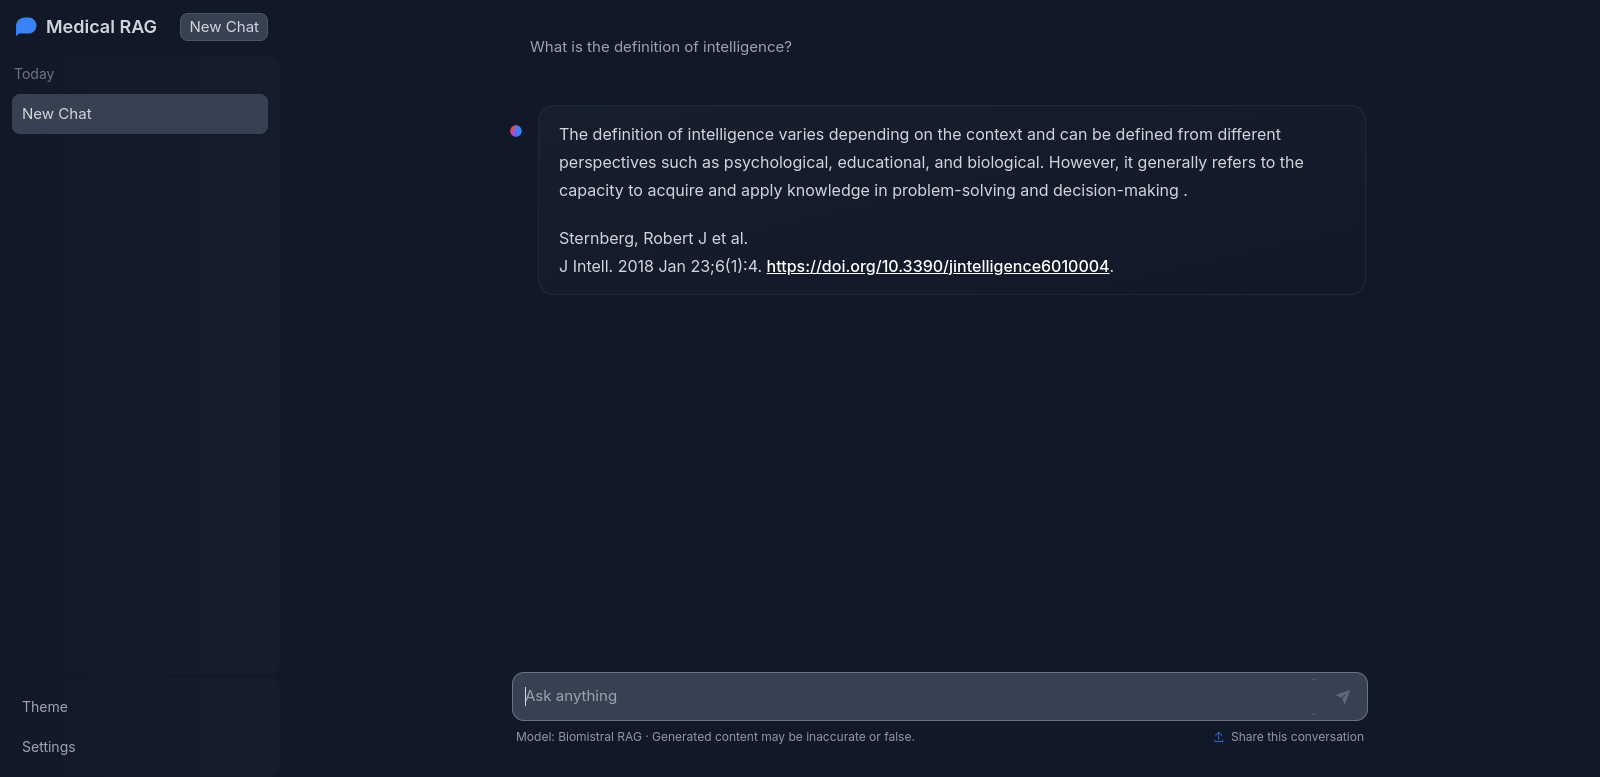 Medical RAG
New Chat
Today
New Chat
Theme
Settings
What is the definition of intelligence?
The definition of intelligence varies depending on the context and can be defined from different
perspectives such as psychological, educational, and biological. However, it generally refers to the
capacity to acquire and apply knowledge in problem-solving and decision-making .
Sternberg, Robert J et al.
J Intell. 2018 Jan 23;6(1):4. https://doi.org/10.3390/jintelligence6010004.
Ask anything
Model: Biomistral RAG · Generated content may be inaccurate or false.
Share this conversation